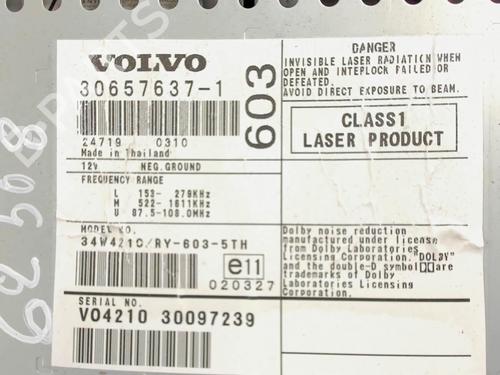 VOLVO
30657637-1
24719 0310
Made in Thailand
603
12V NEG.GROUND
FREQUENCY RANGE
L 153- 279KHz
M 522- 1611KHz
U 87.5-108.0MHz
MODEL NO.
34W421C/RY-603-5TH
e11
020327
SERIAL NO.
V04210 30097239
DANGER
INVISIBLE LASER RADIATION WHEN
OPEN AND INTERLOCK FAILED OR
DEFEATED.
AVOID DIRECT EXPOSURE TO BEAM.
CLASS1
LASER PRODUCT
Dolby noise reduction
manufactured under license
from Dolby Laboratories
Licensing Corporation."DOLBY"
and the double-D symbol are
trademarks of Dolby
Laboratories Licensing
Corporation.